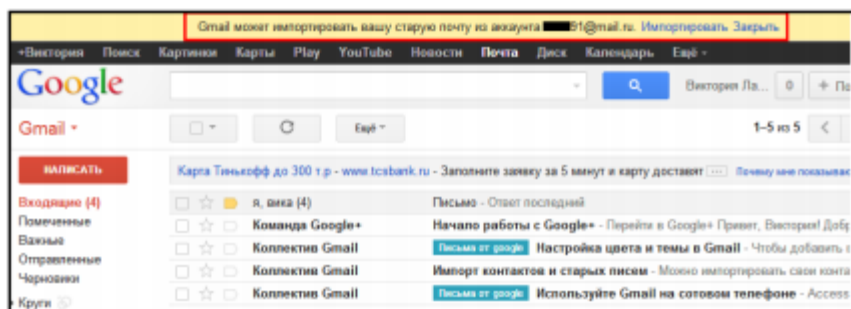 Gmail может импортировать вашу старую почту из аккаунта 91@mail.ru. Импортировать Закрыть
+Виктория Поиск Картинки Карты Play YouTube Новости Почта Диск Календарь Ещё
Google Виктория Ла... 0 + По
Gmail Ещё 1–5 из 5
НАПИСАТЬ Карта Тинькофф до 300 т.р - www.tcsbank.ru - Заполните заявку за 5 минут и карту доставят Почему мне показываю
Входящие (4) я, вика (4) Письмо - Ответ последний
Помеченные Команда Google+ Начало работы с Google+ - Перейти в Google+ Привет, Виктория! Добр
Важные
Отправленные Коллектив Gmail Письма от google Настройка цвета и темы в Gmail - Чтобы добавить
Черновики Коллектив Gmail Импорт контактов и старых писем - Можно импортировать свои конта
Круги Коллектив Gmail Письма от google Используйте Gmail на сотовом телефоне - Access